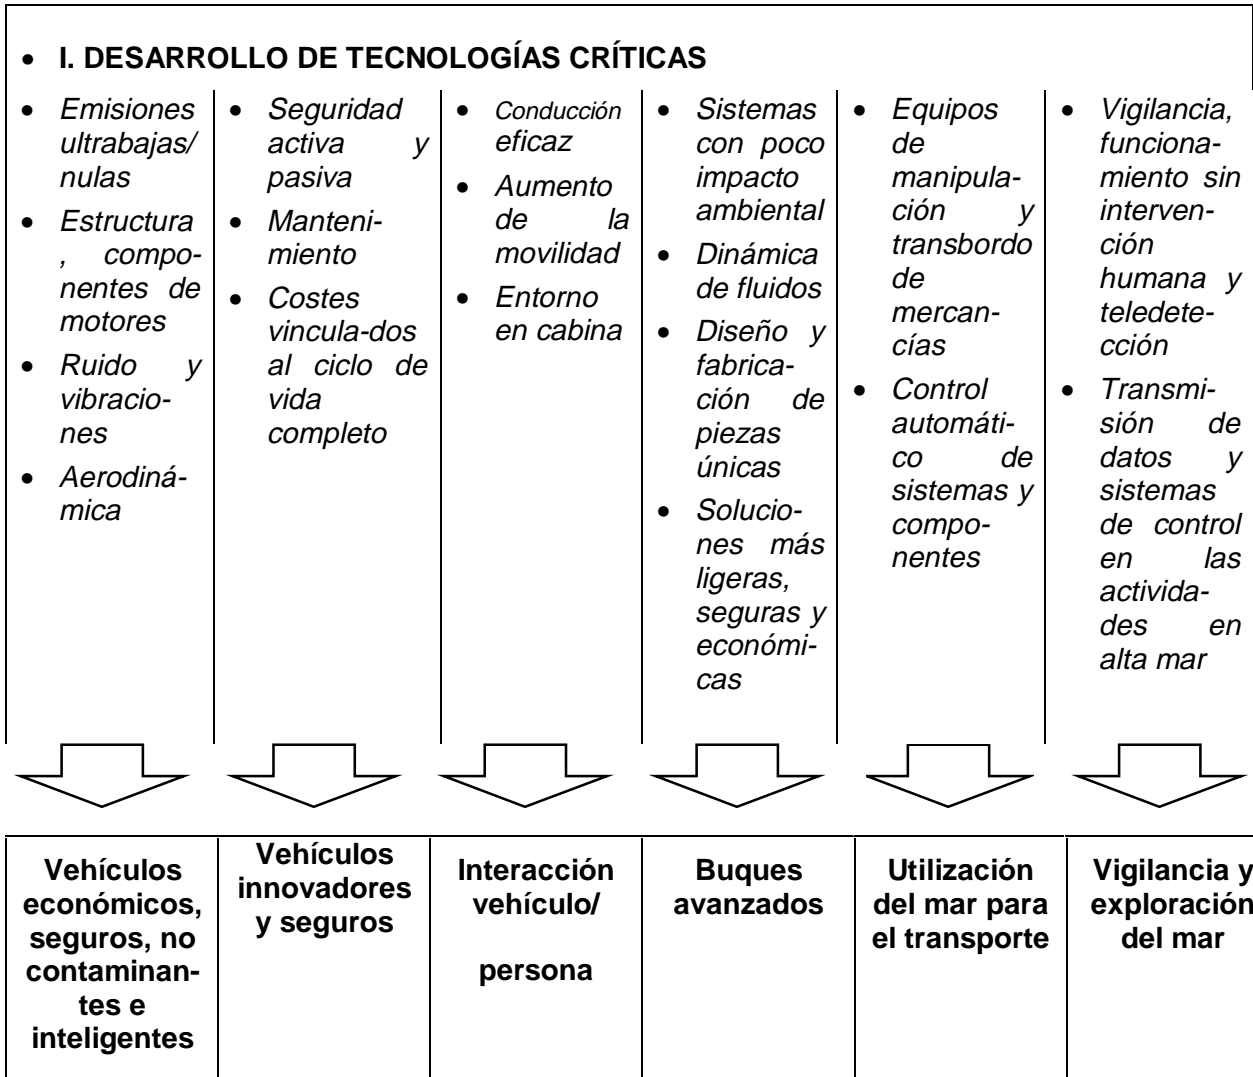 • I. DESARROLLO DE TECNOLOGÍAS CRÍTICAS
• Emisiones
ultrabajas/
nulas
• Estructura
, compo-
nentes de
motores
• Ruido y
vibracio-
nes
• Aerodiná-
mica
• Seguridad
activa y
pasiva
• Manteni-
miento
• Costes
vincula-dos
al ciclo de
vida
completo
• Conducción
eficaz
• Aumento
de la
movilidad
• Entorno
en cabina
• Sistemas
con poco
impacto
ambiental
• Dinámica
de fluidos
• Diseño y
fabrica-
ción de
piezas
únicas
• Solucio-
nes más
ligeras,
seguras y
económi-
cas
• Equipos
de
manipula-
ción y
transbordo
de
mercan-
cías
• Control
automáti-
co de
sistemas y
compo-
nentes
• Vigilancia,
funciona-
miento sin
interven-
ción
humana y
teledete-
cción
• Transmi-
sión de
datos y
sistemas
de control
en las
activida-
des en
alta mar
Vehículos
económicos,
seguros, no
contaminan-
tes e
inteligentes
Vehículos
innovadores
y seguros
Interacción
vehículo/
persona
Buques
avanzados
Utilización
del mar para
el transporte
Vigilancia y
exploración
del mar